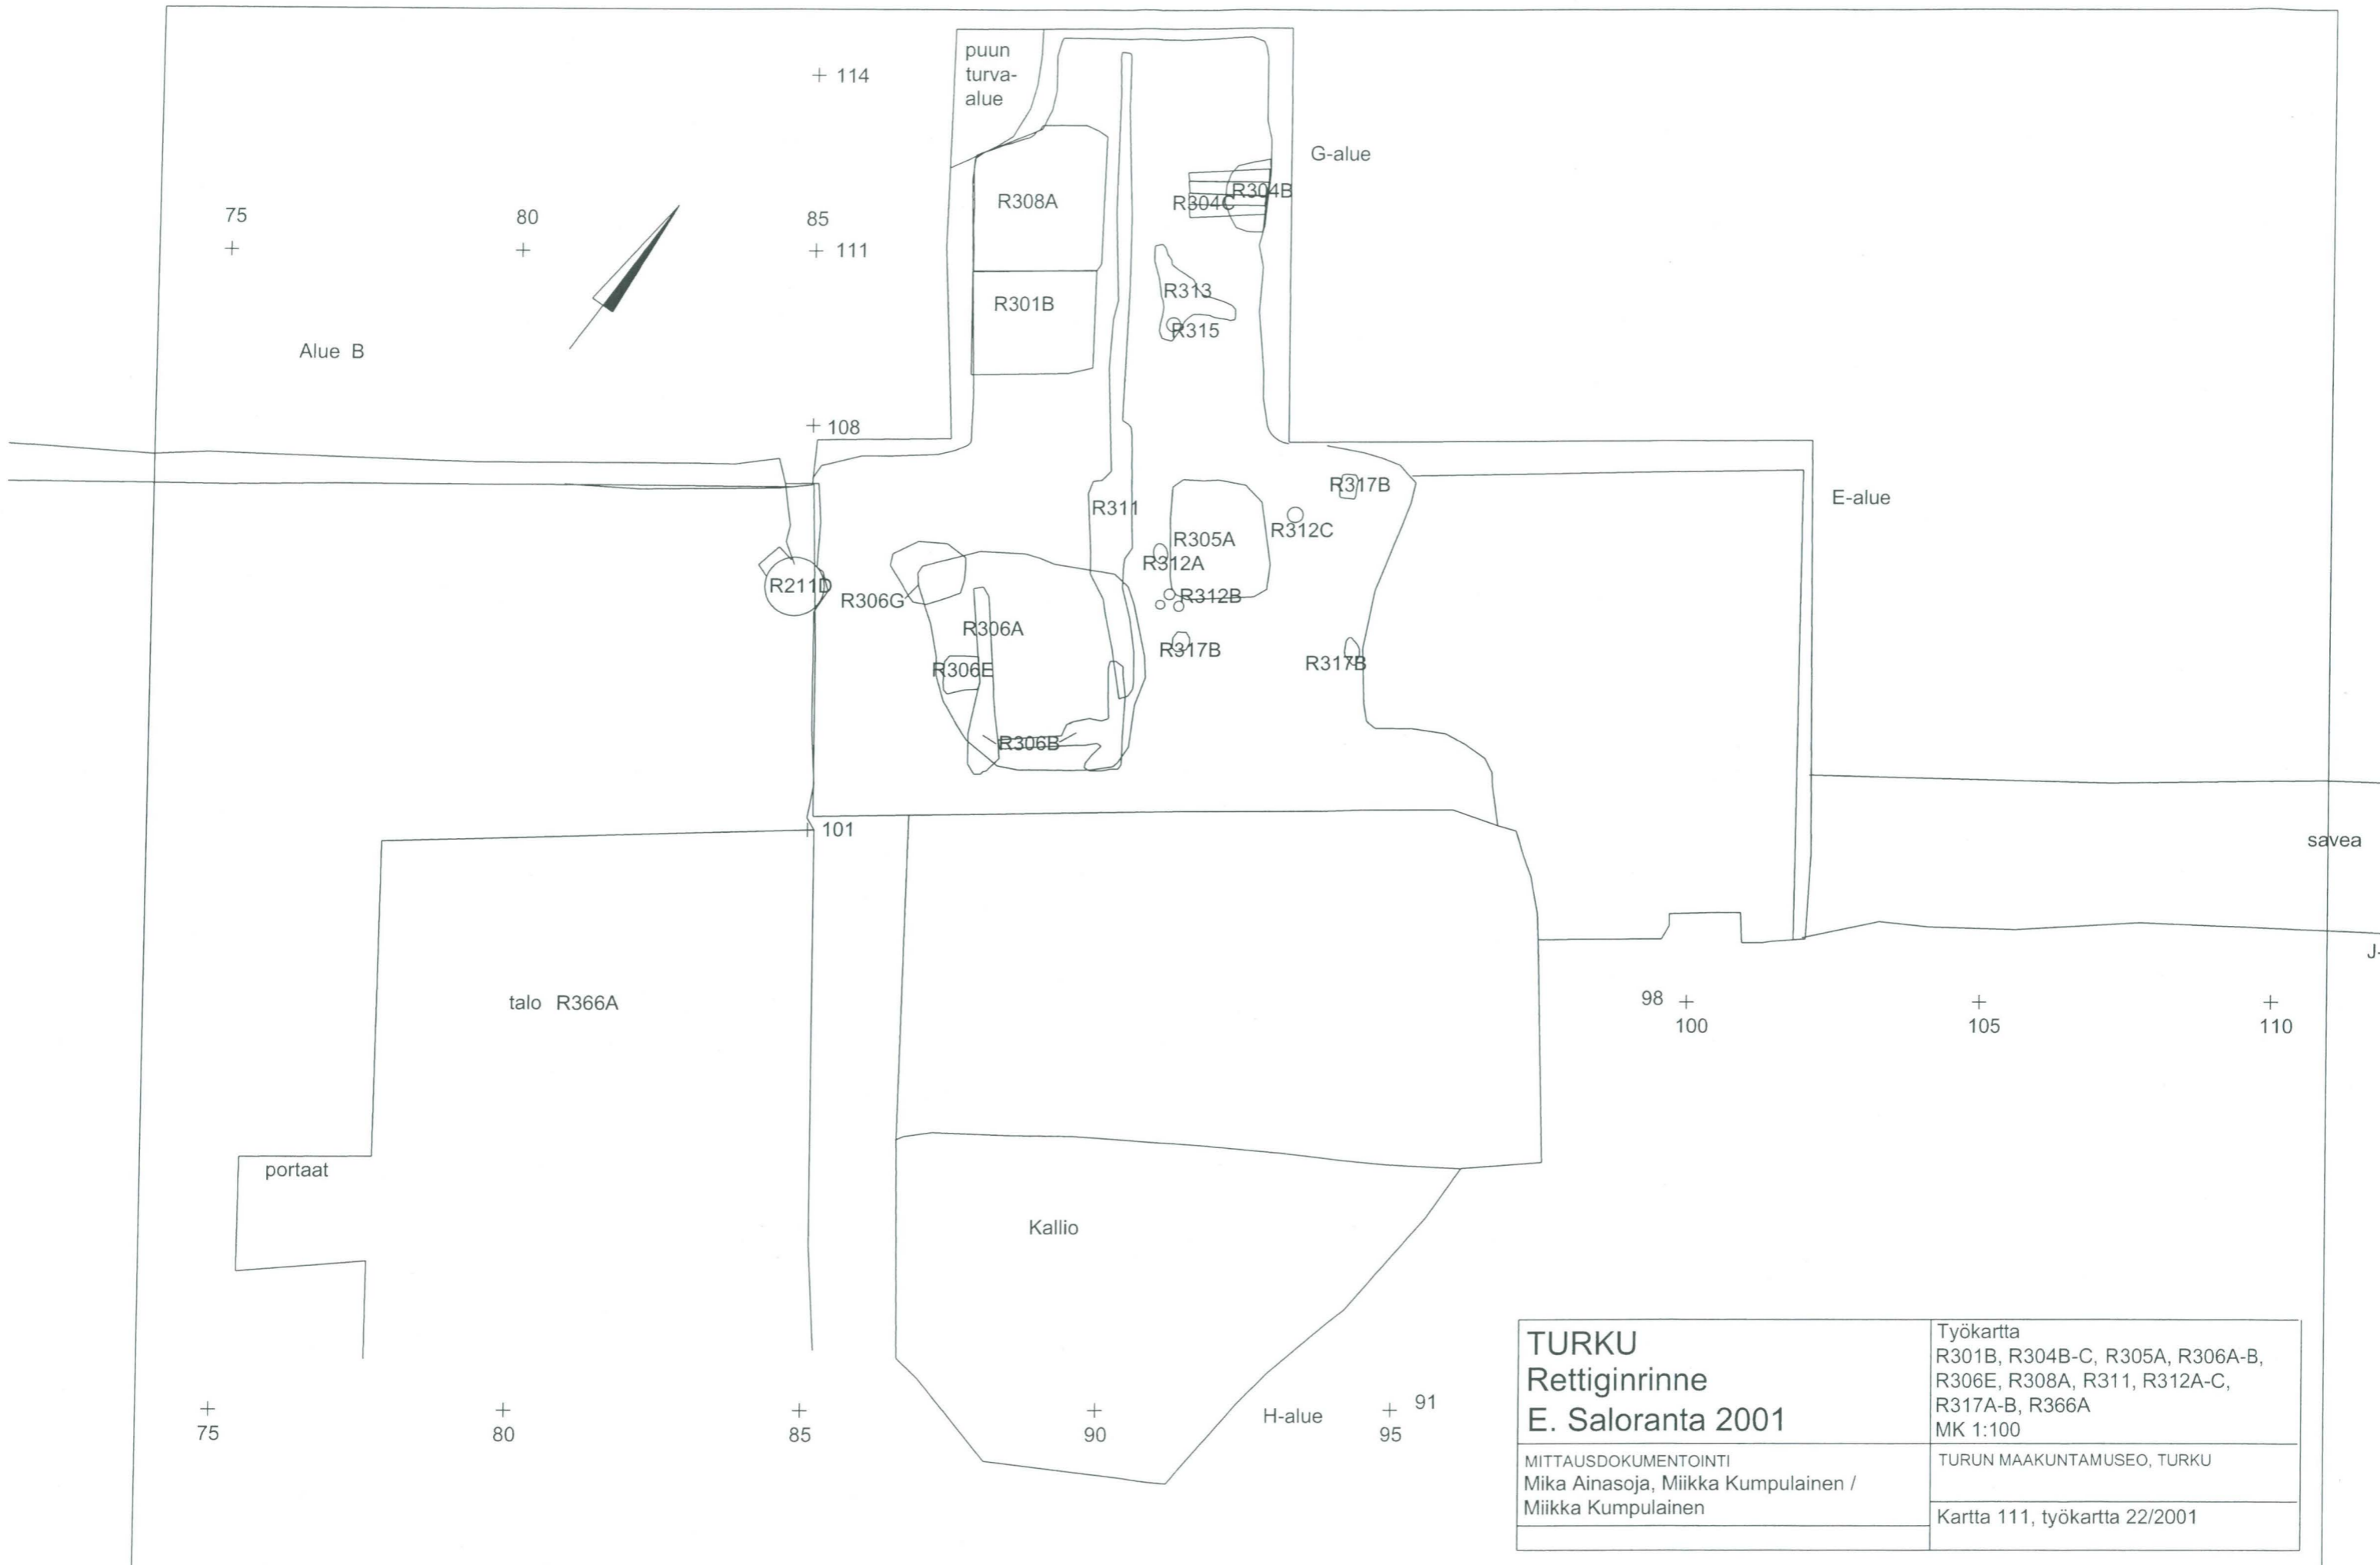 puun
turva-
alue
114
G-alue
R308A
R304B
R304C
75
80
85
111
R313
R301B
R315
Alue B
108
R317B
E-alue
R311
R312C
R305A
R312A
R211D
R306G
R312B
R306A
R317B
R317B
R306E
R306B
101
savea
J-
talo R366A
98
100
105
110
portaat
Kallio
75
80
85
90
H-alue
95
91
TURKU
Rettiginrinne
E. Saloranta 2001
Työkartta
R301B, R304B-C, R305A, R306A-B,
R306E, R308A, R311, R312A-C,
R317A-B, R366A
MK 1:100
MITTAUSDOKUMENTOINTI
Mika Ainasoja, Miikka Kumpulainen /
Miikka Kumpulainen
TURUN MAAKUNTAMUSEO, TURKU
Kartta 111, työkartta 22/2001